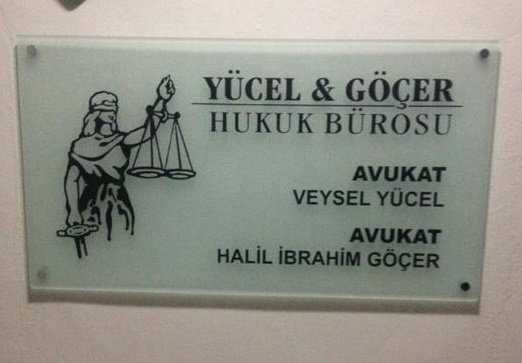 YÜCEL & GÖÇER
HUKUK BÜROSU
AVUKAT
VEYSEL YÜCEL
AVUKAT
HALİL İBRAHİM GÖÇER